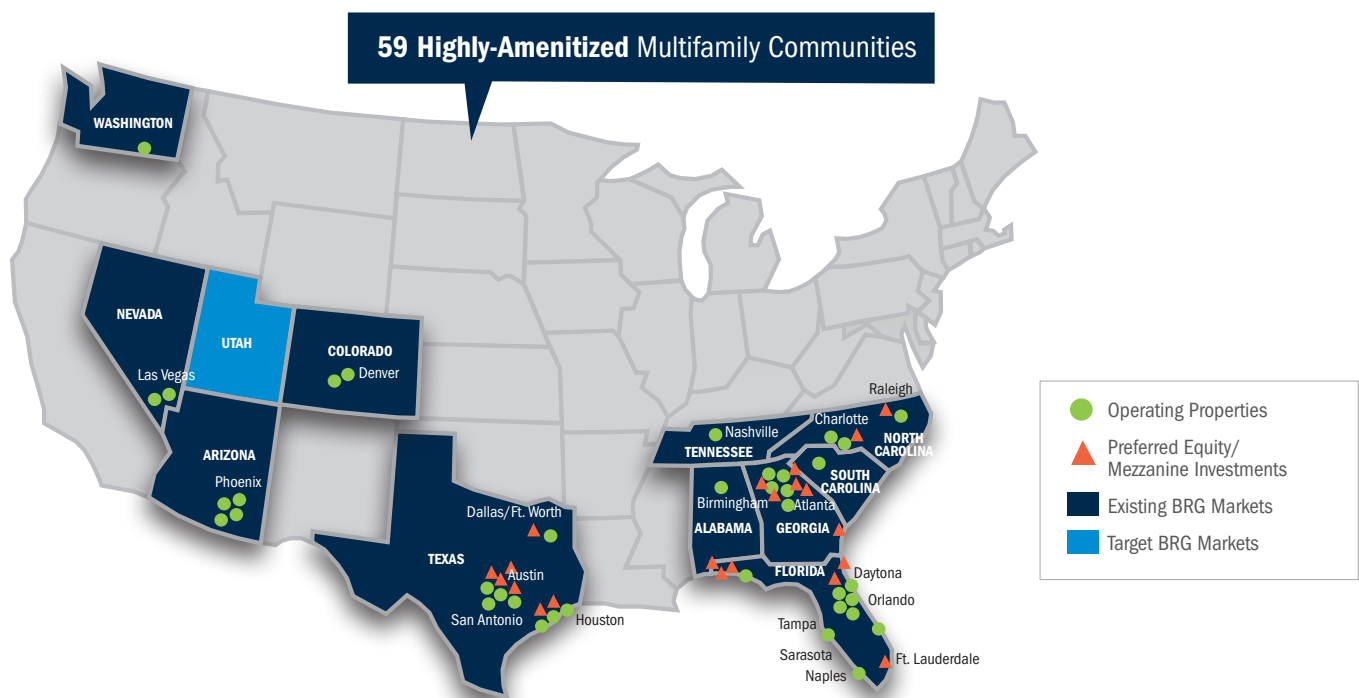 59 Highly-Amenitized Multifamily Communities
WASHINGTON
NEVADA
UTAH
COLORADO
Las Vegas
Denver
ARIZONA
Phoenix
Dallas/Ft. Worth
TEXAS
Austin
San Antonio
Houston
Raleigh
Charlotte
NORTH
CAROLINA
Nashville
TENNESSEE
SOUTH
CAROLINA
Birmingham
Atlanta
ALABAMA
GEORGIA
FLORIDA
Daytona
Orlando
Tampa
Sarasota
Naples
Ft. Lauderdale
Operating Properties
Preferred Equity/
Mezzanine Investments
Existing BRG Markets
Target BRG Markets